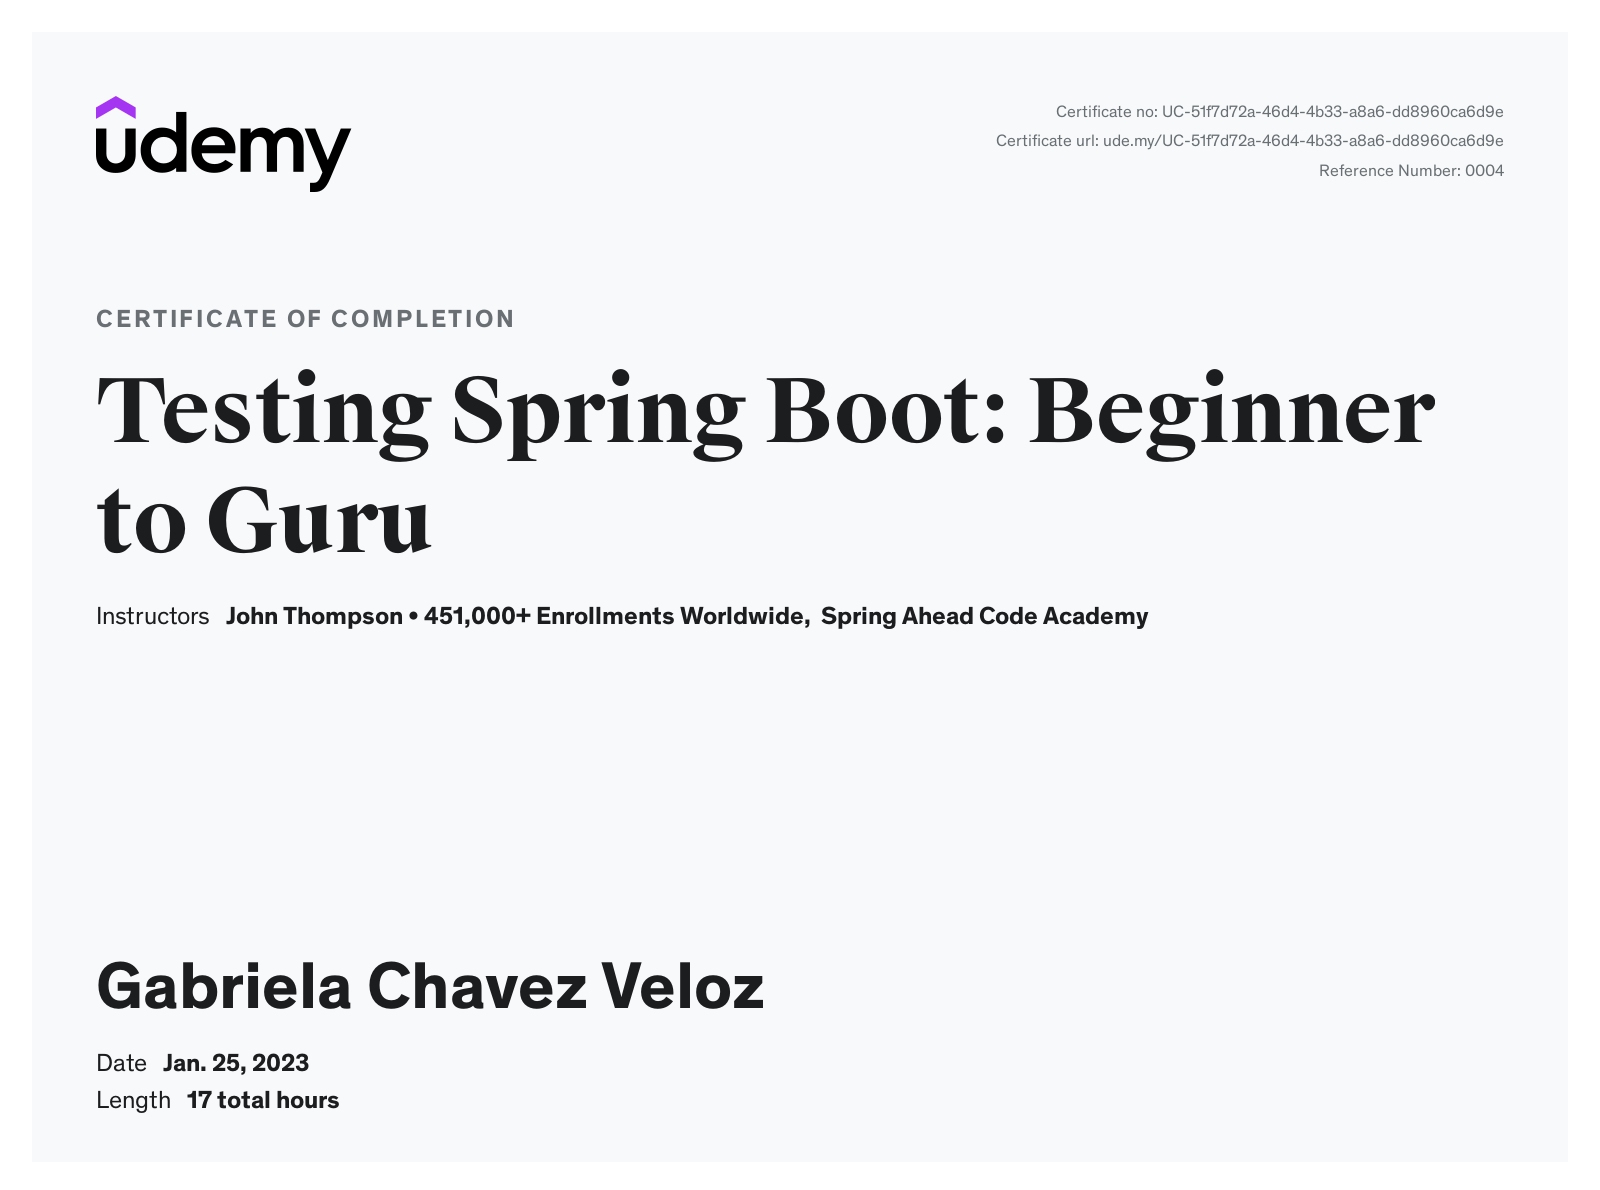 udemy
Certificate no: UC-51f7d72a-46d4-4b33-a8a6-dd8960ca6d9e
Certificate url: ude.my/UC-51f7d72a-46d4-4b33-a8a6-dd8960ca6d9e
Reference Number: 0004
CERTIFICATE OF COMPLETION
Testing Spring Boot: Beginner
to Guru
Instructors John Thompson • 451,000+ Enrollments Worldwide, Spring Ahead Code Academy
Gabriela Chavez Veloz
Date Jan. 25, 2023
Length 17 total hours